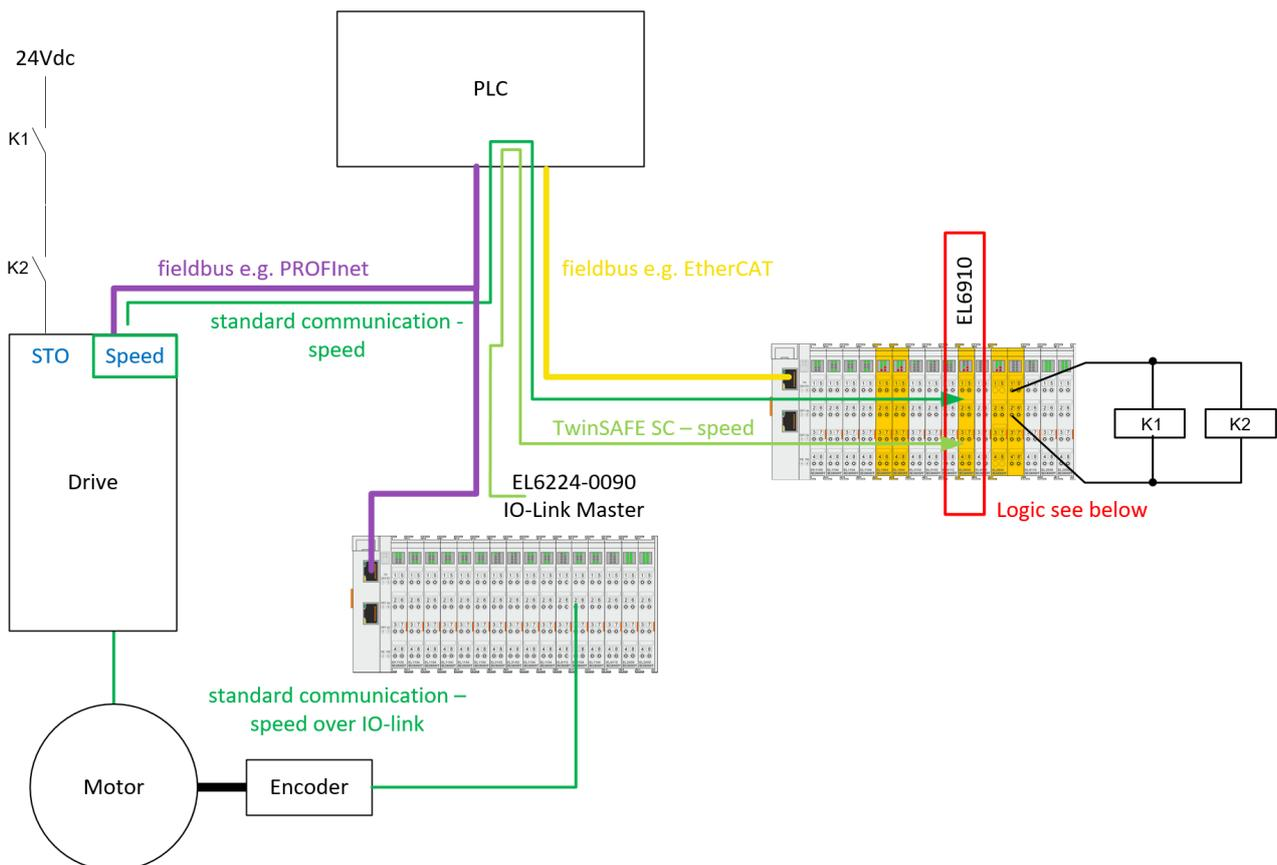 24Vdc
PLC
K1
K2
fieldbus e.g. PROFInet
fieldbus e.g. EtherCAT
EL6910
standard communication -
speed
STO
Speed
TwinSAFE SC – speed
K1
K2
Drive
EL6224-0090
IO-Link Master
Logic see below
standard communication –
speed over IO-link
Motor
Encoder